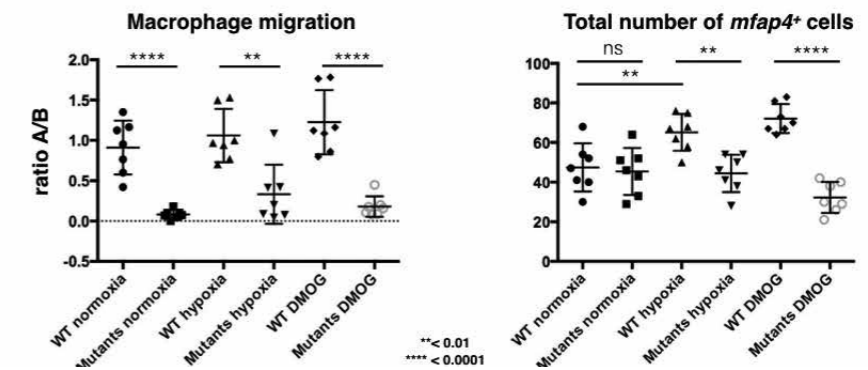 Macrophage migration
ratio A/B
2.0
1.5
1.0
0.5
0.0
-0.5
****
**
****
WT normoxia
Mutants normoxia
WT hypoxia
Mutants hypoxia
WT DMOG
Mutants DMOG
**< 0.01
**** < 0.0001
Total number of mfap4+ cells
100
80
60
40
20
0
ns
**
****
**
WT normoxia
Mutants normoxia
WT hypoxia
Mutants hypoxia
WT DMOG
Mutants DMOG